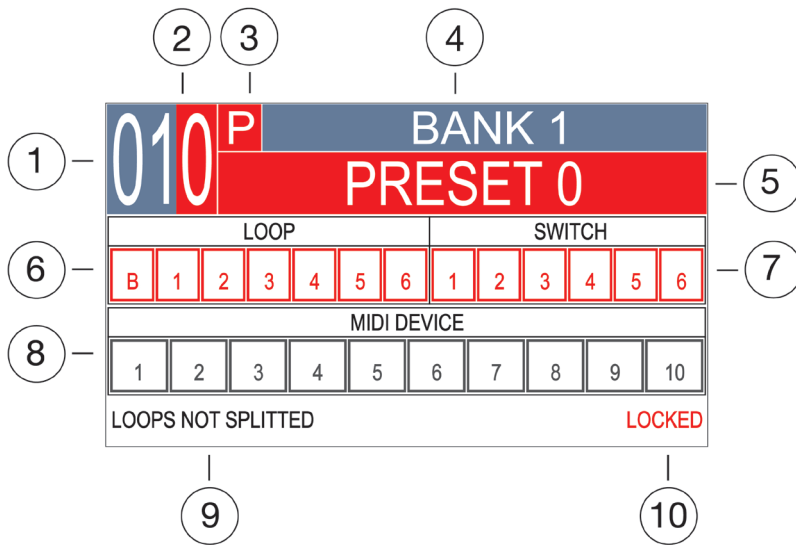 2 3 4
1 010 P BANK 1
PRESET 0 5
LOOP SWITCH
6 B 1 2 3 4 5 6 1 2 3 4 5 6 7
MIDI DEVICE
8 1 2 3 4 5 6 7 8 9 10
LOOPS NOT SPLITTED LOCKED
9 10